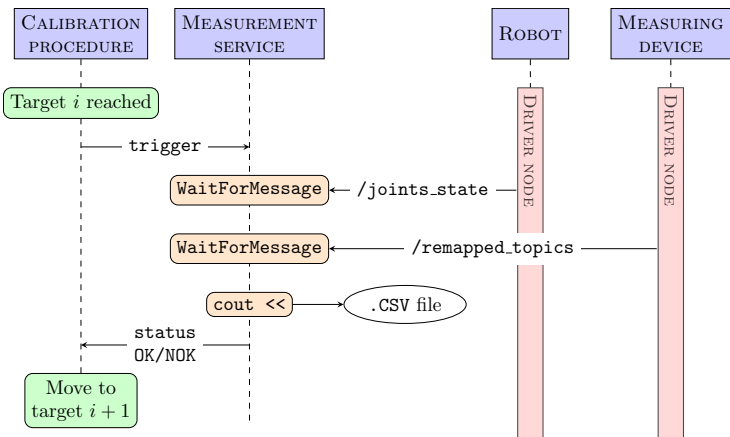 CALIBRATION
PROCEDURE
MEASUREMENT
SERVICE
ROBOT
MEASURING
DEVICE
Target i reached
DRIVER NODE
DRIVER NODE
trigger
WaitForMessage
/joints_state
WaitForMessage
/remapped_topics
cout <<
.CSV file
status
OK/NOK
Move to
target i + 1